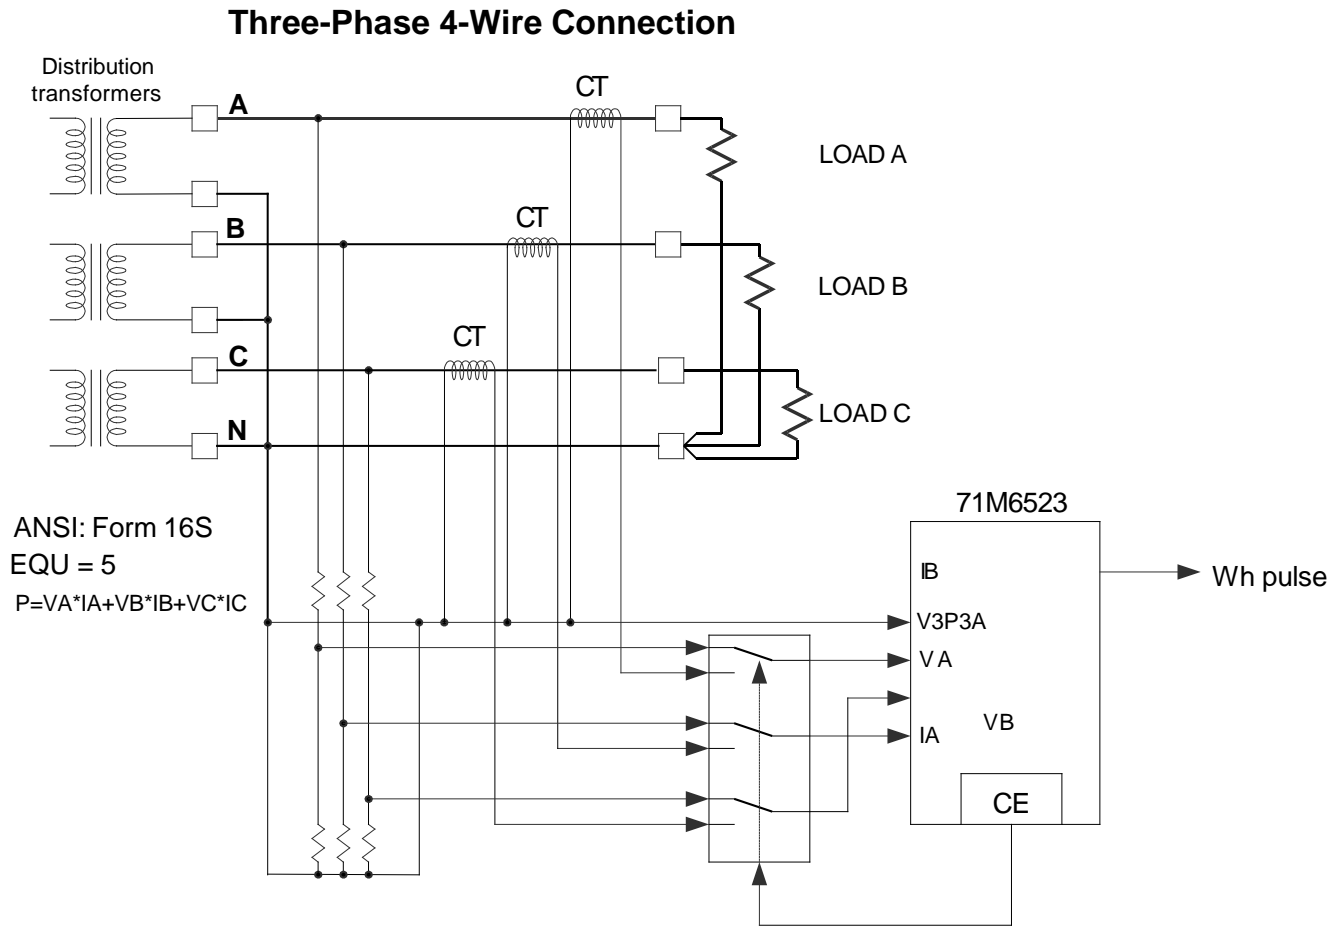 Three-Phase 4-Wire Connection
Distribution
transformers
A
CT
LOAD A
B
CT
LOAD B
C
CT
LOAD C
N
ANSI: Form 16S
EQU = 5
P=VA*IA+VB*IB+VC*IC
71M6523
IB
Wh pulse
V3P3A
VA
VB
IA
CE